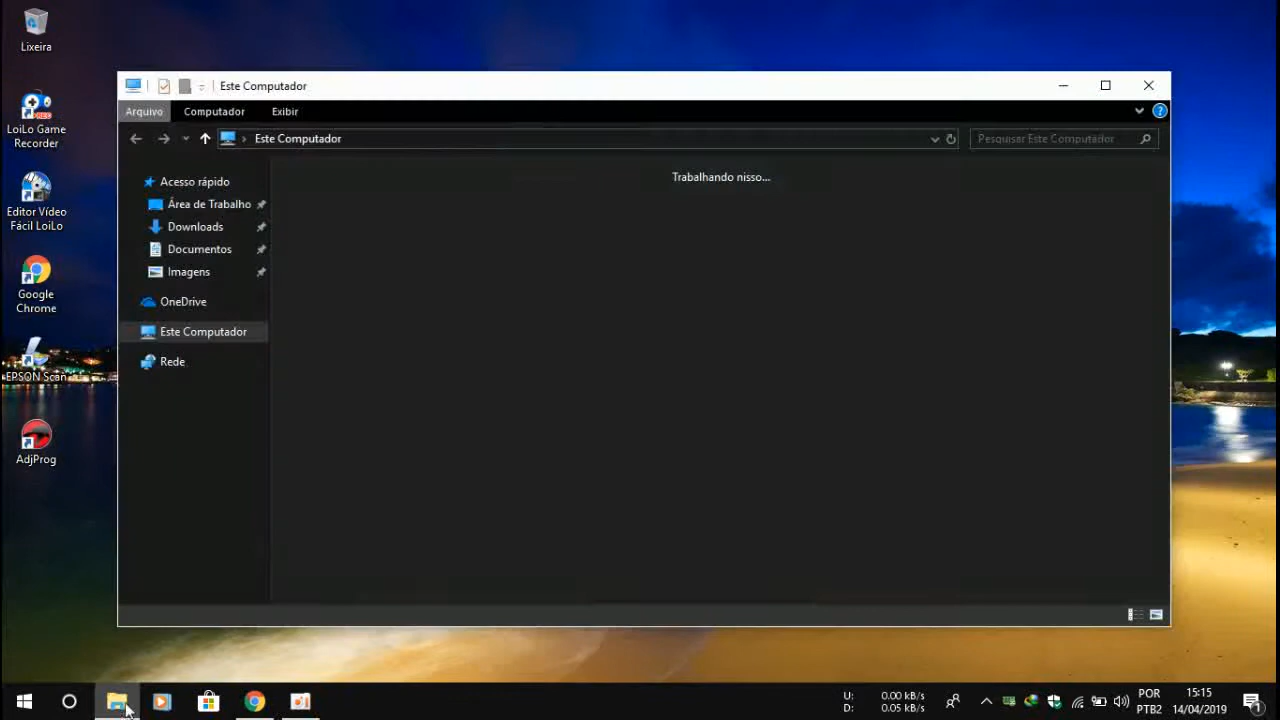 Lixeira
LoiLo Game
Recorder
Editor Vídeo
Fácil LoiLo
Google
Chrome
EPSON Scan
AdjProg
Este Computador
Arquivo
Computador
Exibir
Este Computador
Pesquisar Este Computador
Acesso rápido
Área de Trabalho
Downloads
Documentos
Imagens
OneDrive
Este Computador
Rede
Trabalhando nisso...
U: 0.00 kB/s
D: 0.05 kB/s
POR
PTB2
15:15
14/04/2019
1